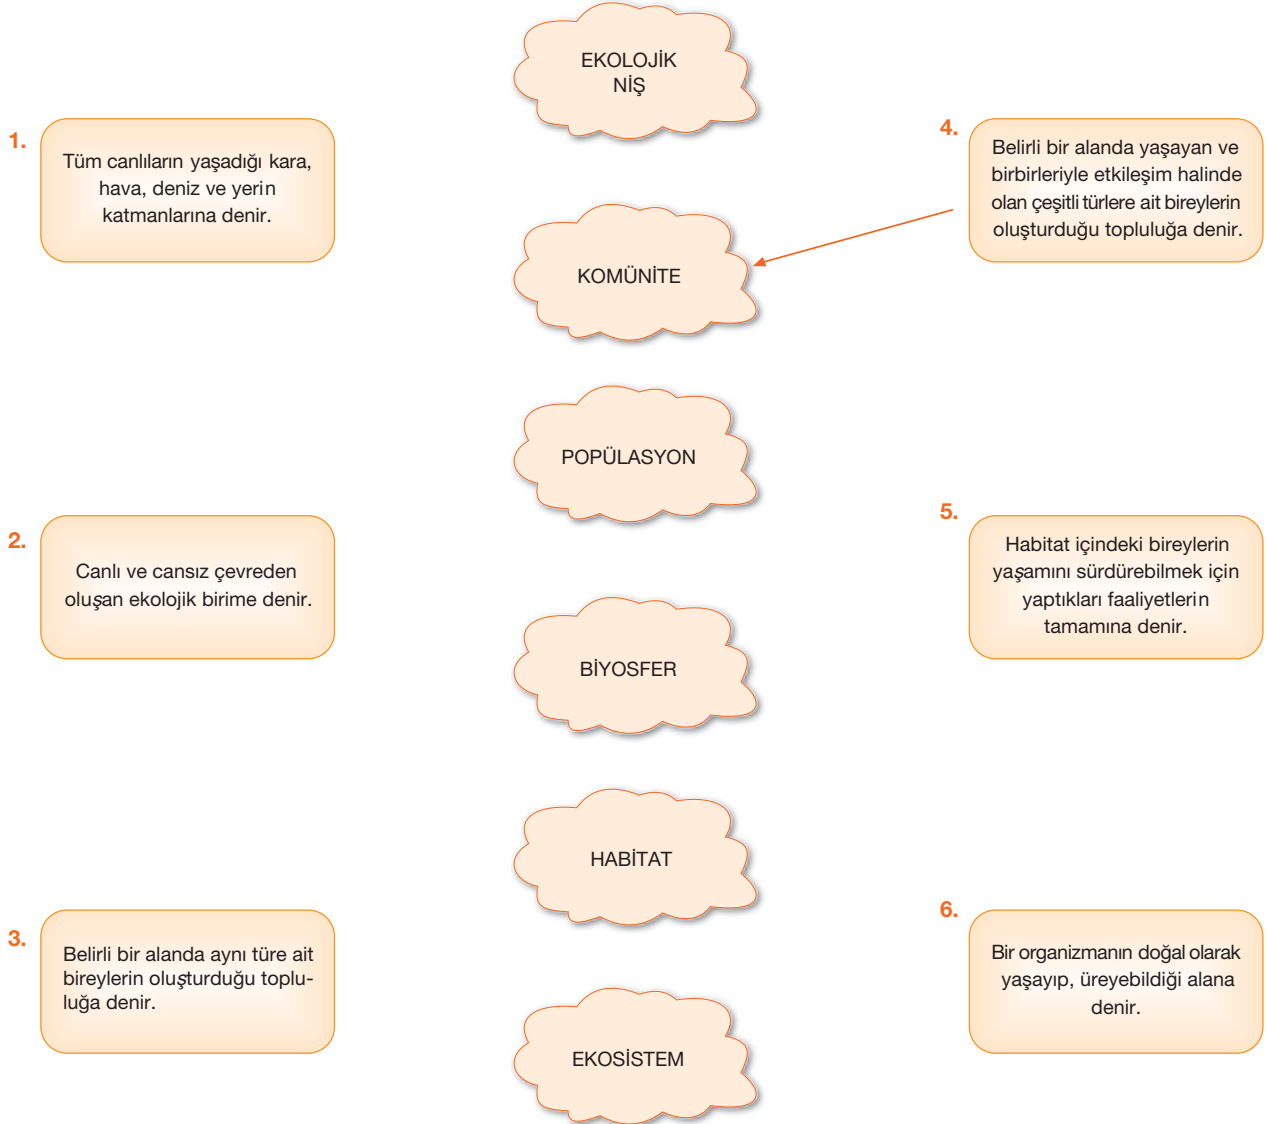 1.
Tüm canlıların yaşadığı kara,
hava, deniz ve yerin
katmanlarına denir.
2.
Canlı ve cansız çevreden
oluşan ekolojik birime denir.
3.
Belirli bir alanda aynı türe ait
bireylerin oluşturduğu toplu-
luğa denir.
EKOLOJİK
NİŞ
KOMÜNİTE
POPÜLASYON
BİYOSFER
HABİTAT
EKOSİSTEM
4.
Belirli bir alanda yaşayan ve
birbirleriyle etkileşim halinde
olan çeşitli türlere ait bireylerin
oluşturduğu topluluğa denir.
5.
Habitat içindeki bireylerin
yaşamını sürdürebilmek için
yaptıkları faaliyetlerin
tamamına denir.
6.
Bir organizmanın doğal olarak
yaşayıp, üreyebildiği alana
denir.